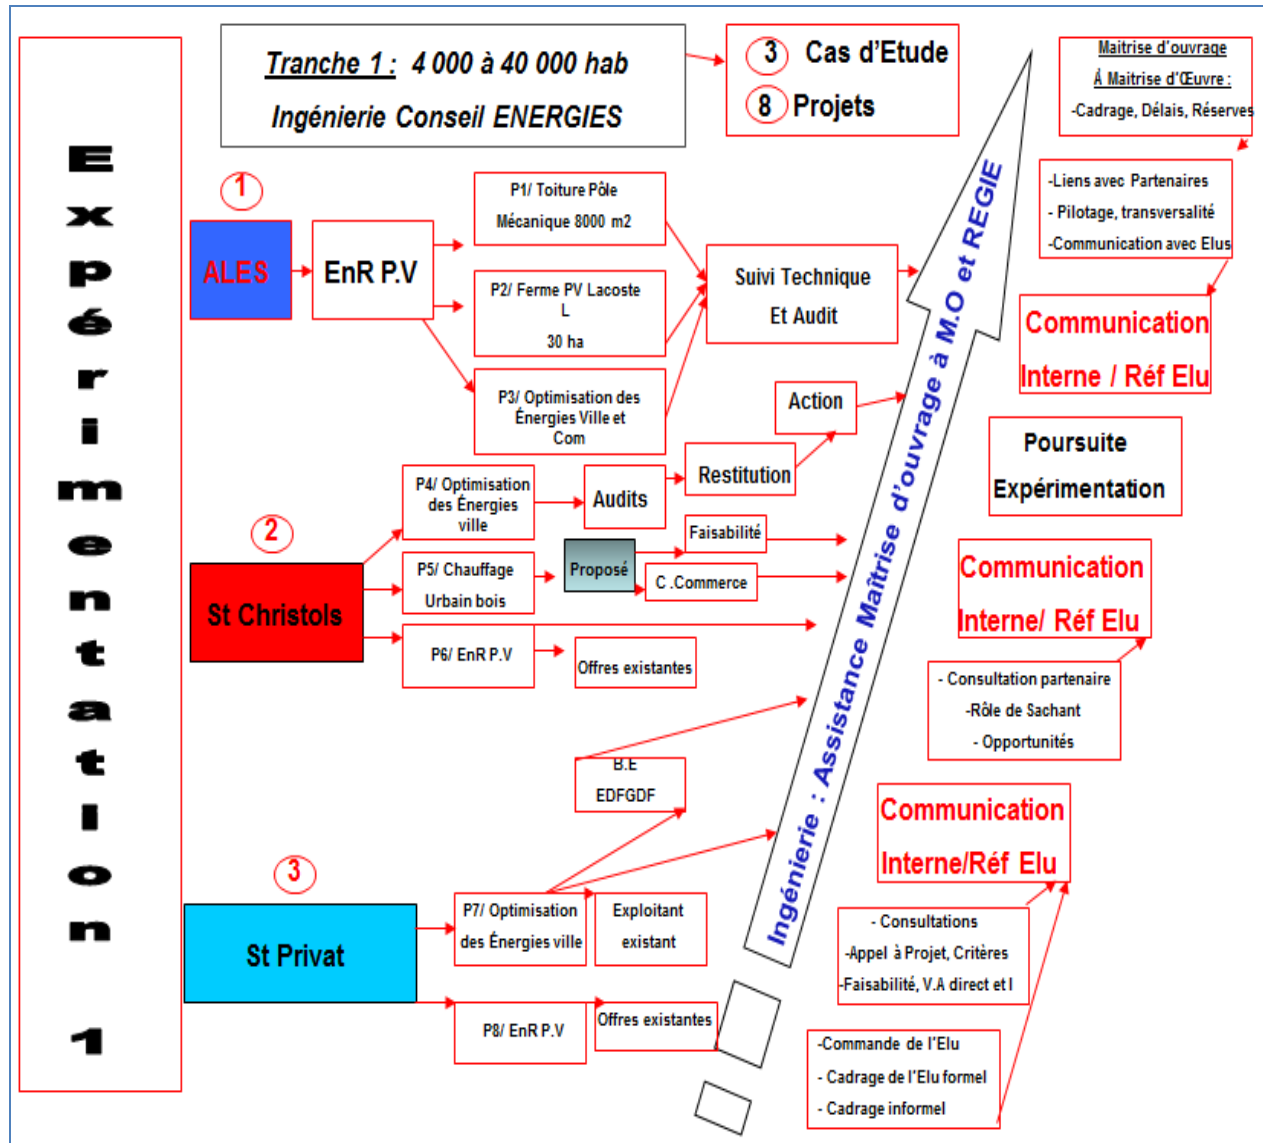 Expérimentation 1
Tranche 1 : 4 000 à 40 000 hab
Ingénierie Conseil ENERGIES
3 Cas d'Etude
8 Projets
1
ALES
EnR P.V
P1/ Toiture Pôle
Mécanique 8000 m2
P2/ Ferme PV Lacoste
L
30 ha
P3/ Optimisation des
Énergies Ville et
Com
Suivi Technique
Et Audit
2
St Christols
P4/ Optimisation
des Énergies
ville
Audits
Restitution
Action
P5/ Chauffage
Urbain bois
Proposé
Faisabilité
C .Commerce
P6/ EnR P.V
Offres existantes
3
St Privat
B.E
EDFGDF
P7/ Optimisation
des Énergies ville
Exploitant
existant
P8/ EnR P.V
Offres existantes
Ingénierie : Assistance Maîtrise d'ouvrage à M.O et REGIE
Maitrise d'ouvrage
À Maitrise d'Œuvre :
-Cadrage, Délais, Réserves
-Liens avec Partenaires
- Pilotage, transversalité
-Communication avec Elus
Communication
Interne / Réf Elu
Poursuite
Expérimentation
Communication
Interne/ Réf Elu
- Consultation partenaire
-Rôle de Sachant
- Opportunités
Communication
Interne/Réf Elu
- Consultations
-Appel à Projet, Critères
-Faisabilité, V.A direct et I
-Commande de l'Elu
- Cadrage de l'Elu formel
- Cadrage informel